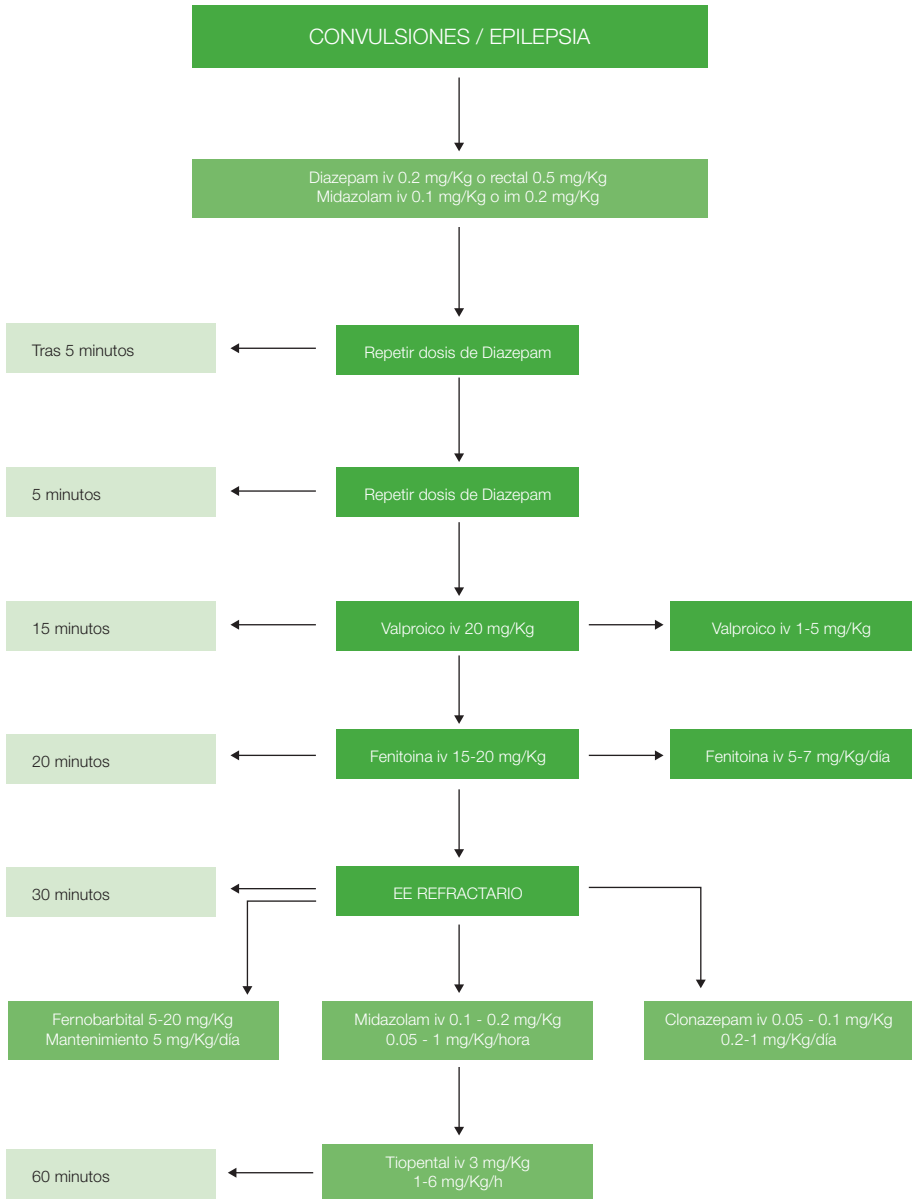 CONVULSIONES / EPILEPSIA
Diazepam iv 0.2 mg/Kg o rectal 0.5 mg/Kg
Midazolam iv 0.1 mg/Kg o im 0.2 mg/Kg
Tras 5 minutos
Repetir dosis de Diazepam
5 minutos
Repetir dosis de Diazepam
15 minutos
Valproico iv 20 mg/Kg
Valproico iv 1-5 mg/Kg
20 minutos
Fenitoina iv 15-20 mg/Kg
Fenitoina iv 5-7 mg/Kg/día
30 minutos
EE REFRACTARIO
Fernobarbital 5-20 mg/Kg
Mantenimiento 5 mg/Kg/día
Midazolam iv 0.1 - 0.2 mg/Kg
0.05 - 1 mg/Kg/hora
Clonazepam iv 0.05 - 0.1 mg/Kg
0.2-1 mg/Kg/día
60 minutos
Tiopental iv 3 mg/Kg
1-6 mg/Kg/h